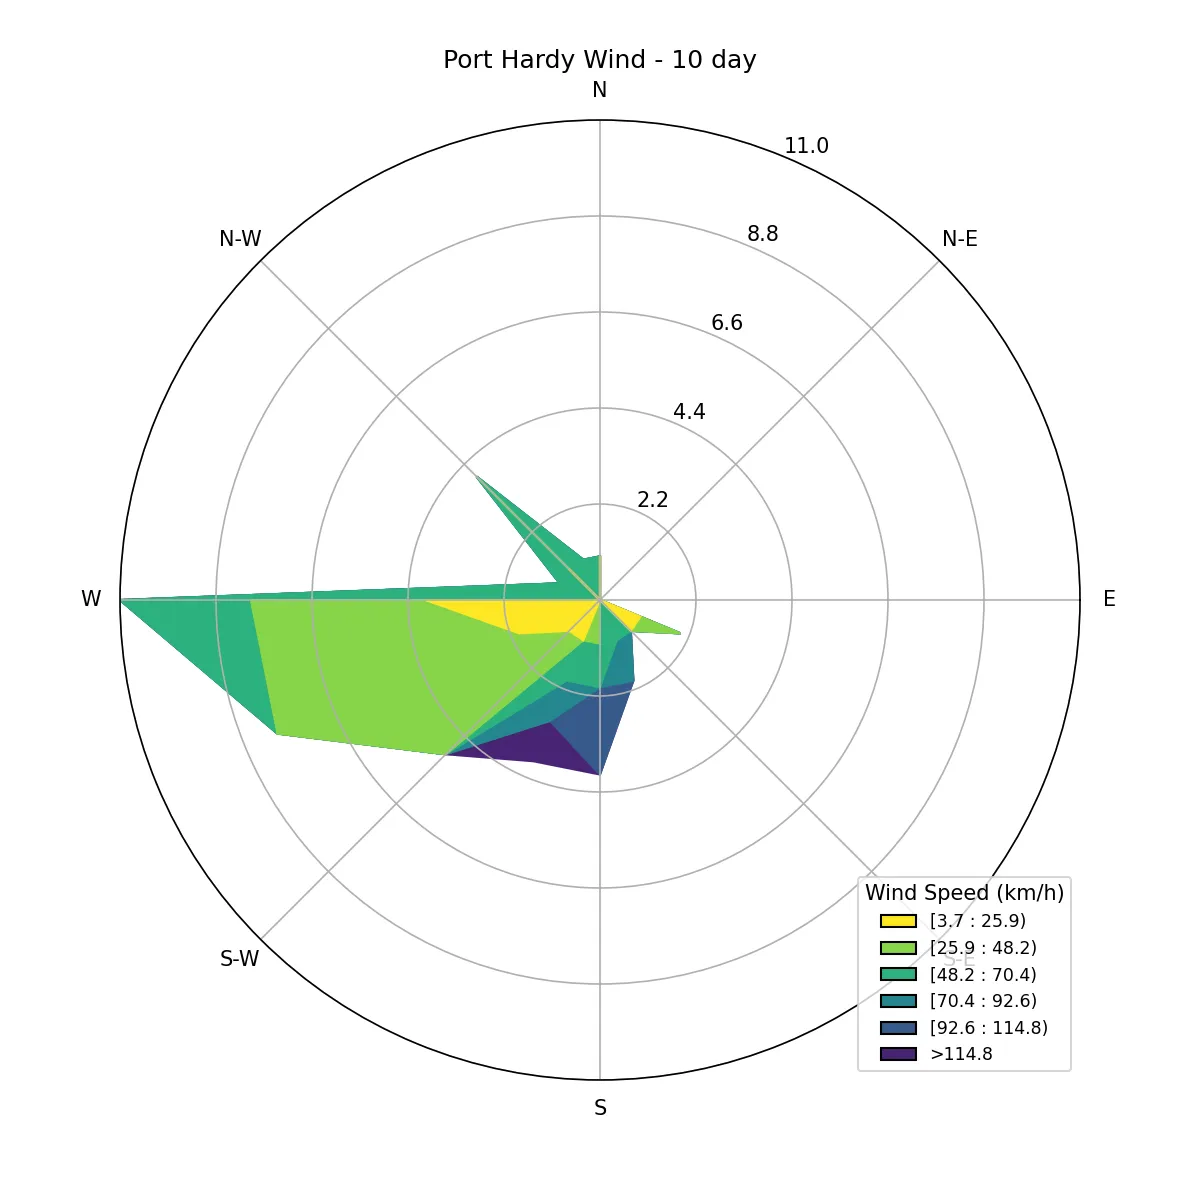 Port Hardy Wind - 10 day
N
11.0
N-W
8.8
N-E
6.6
4.4
2.2
W
E
S-W
S-E
S
Wind Speed (km/h)
[3.7 : 25.9)
[25.9 : 48.2)
[48.2 : 70.4)
[70.4 : 92.6)
[92.6 : 114.8)
>114.8